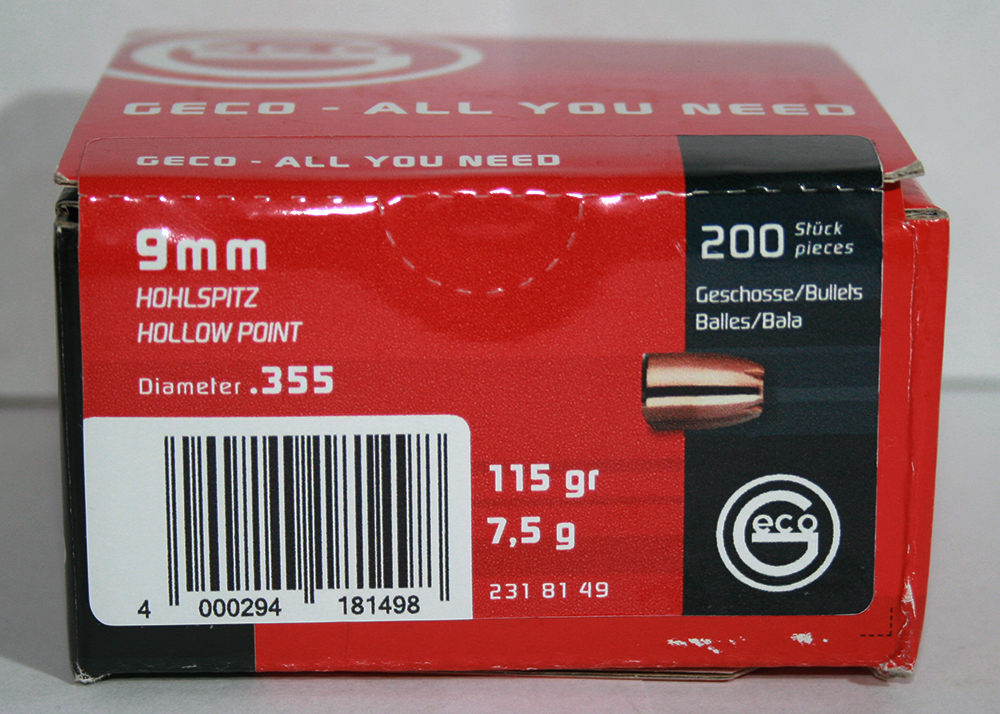 Geco
GECO - ALL YOU NEED
GECO - ALL YOU NEED
9mm
HOHLSPITZ
HOLLOW POINT
Diameter .355
200 Stück
pieces
Geschosse/Bullets
Balles/Bala
115 gr
7,5 g
231 81 49
Geco
4 000294 181498